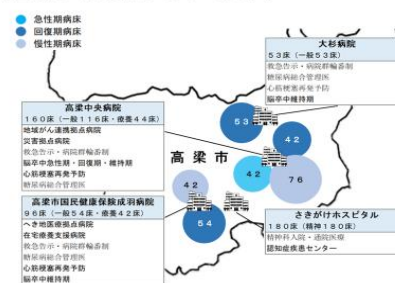 急性期病床
回復期病床
慢性期病床
大杉病院
53床(一般53床)
救急告示・病院群輪番制
糖尿病総合管理医
心筋梗塞再発予防
脳卒中維持期
高梁中央病院
160床(一般116床・療養44床)
地域がん連携拠点病院
災害拠点病院
救急告示・病院群輪番制
脳卒中急性期・回復期・維持期
心筋梗塞再発予防
糖尿病総合管理医
53
42
高梁市
42
76
42
54
高梁市国民健康保険成羽病院
96床(一般54床・療養42床)
へき地医療拠点病院
在宅療養支援病院
救急告示・病院群輪番制
糖尿病総合管理医
心筋梗塞再発予防
脳卒中維持期
さきがけホスピタル
180床(精神180床)
精神科入院・通院医療
認知症疾患センター